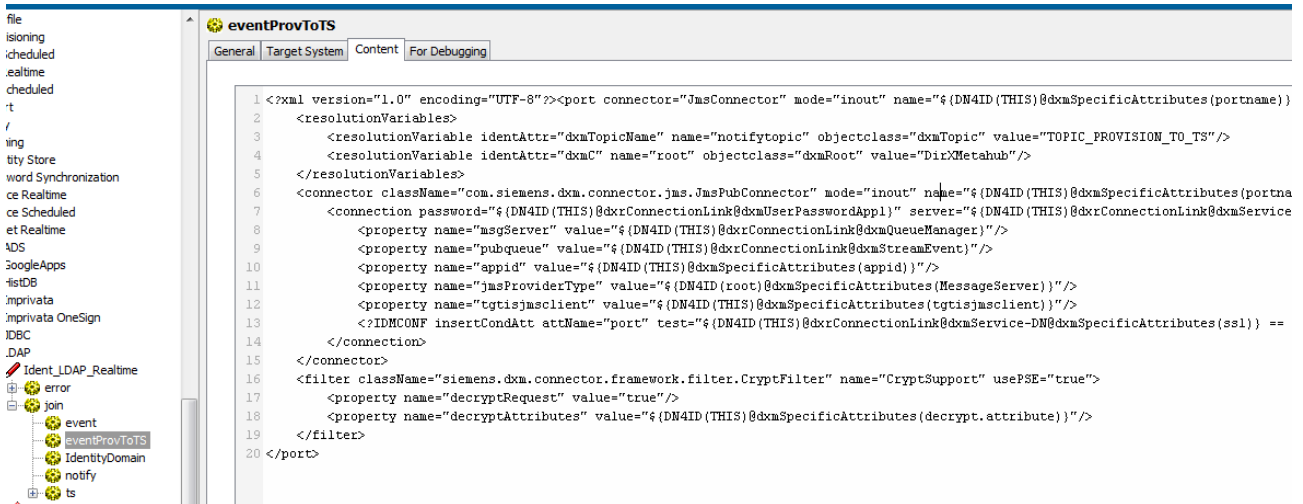 file
isioning
cheduled
ealtime
cheduled
rt
y
ning
tity Store
word Synchronization
ce Realtime
ce Scheduled
et Realtime
ADS
GoogleApps
HistDB
Imprivata
Imprivata OneSign
JDBC
LDAP
Ident_LDAP_Realtime
error
join
event
eventProvToTS
IdentityDomain
notify
ts
eventProvToTS
General Target System Content For Debugging
1 <?xml version="1.0" encoding="UTF-8"?><port connector="JmsConnector" mode="inout" name="${DN4ID(THIS)@dxmSpecificAttributes(portname)}
2 <resolutionVariables>
3 <resolutionVariable identAttr="dxmTopicName" name="notifytopic" objectclass="dxmTopic" value="TOPIC_PROVISION_TO_TS"/>
4 <resolutionVariable identAttr="dxmC" name="root" objectclass="dxmRoot" value="DirXMetahub"/>
5 </resolutionVariables>
6 <connector className="com.siemens.dxm.connector.jms.JmsPubConnector" mode="inout" name="${DN4ID(THIS)@dxmSpecificAttributes(portna
7 <connection password="${DN4ID(THIS)@dxrConnectionLink@dxmUserPasswordAppl}" server="${DN4ID(THIS)@dxrConnectionLink@dxmService
8 <property name="msgServer" value="${DN4ID(THIS)@dxrConnectionLink@dxmQueueManager}"/>
9 <property name="pubqueue" value="${DN4ID(THIS)@dxrConnectionLink@dxmStreamEvent}"/>
10 <property name="appid" value="${DN4ID(THIS)@dxmSpecificAttributes(appid)}"/>
11 <property name="jmsProviderType" value="${DN4ID(root)@dxmSpecificAttributes(MessageServer)}"/>
12 <property name="tgtisjmsclient" value="${DN4ID(THIS)@dxmSpecificAttributes(tgtisjmsclient)}"/>
13 <?IDMCONF insertCondAtt attName="port" test="${DN4ID(THIS)@dxrConnectionLink@dxmService-DN@dxmSpecificAttributes(ssl)} ==
14 </connection>
15 </connector>
16 <filter className="siemens.dxm.connector.framework.filter.CryptFilter" name="CryptSupport" usePSE="true">
17 <property name="decryptRequest" value="true"/>
18 <property name="decryptAttributes" value="${DN4ID(THIS)@dxmSpecificAttributes(decrypt.attribute)}"/>
19 </filter>
20 </port>